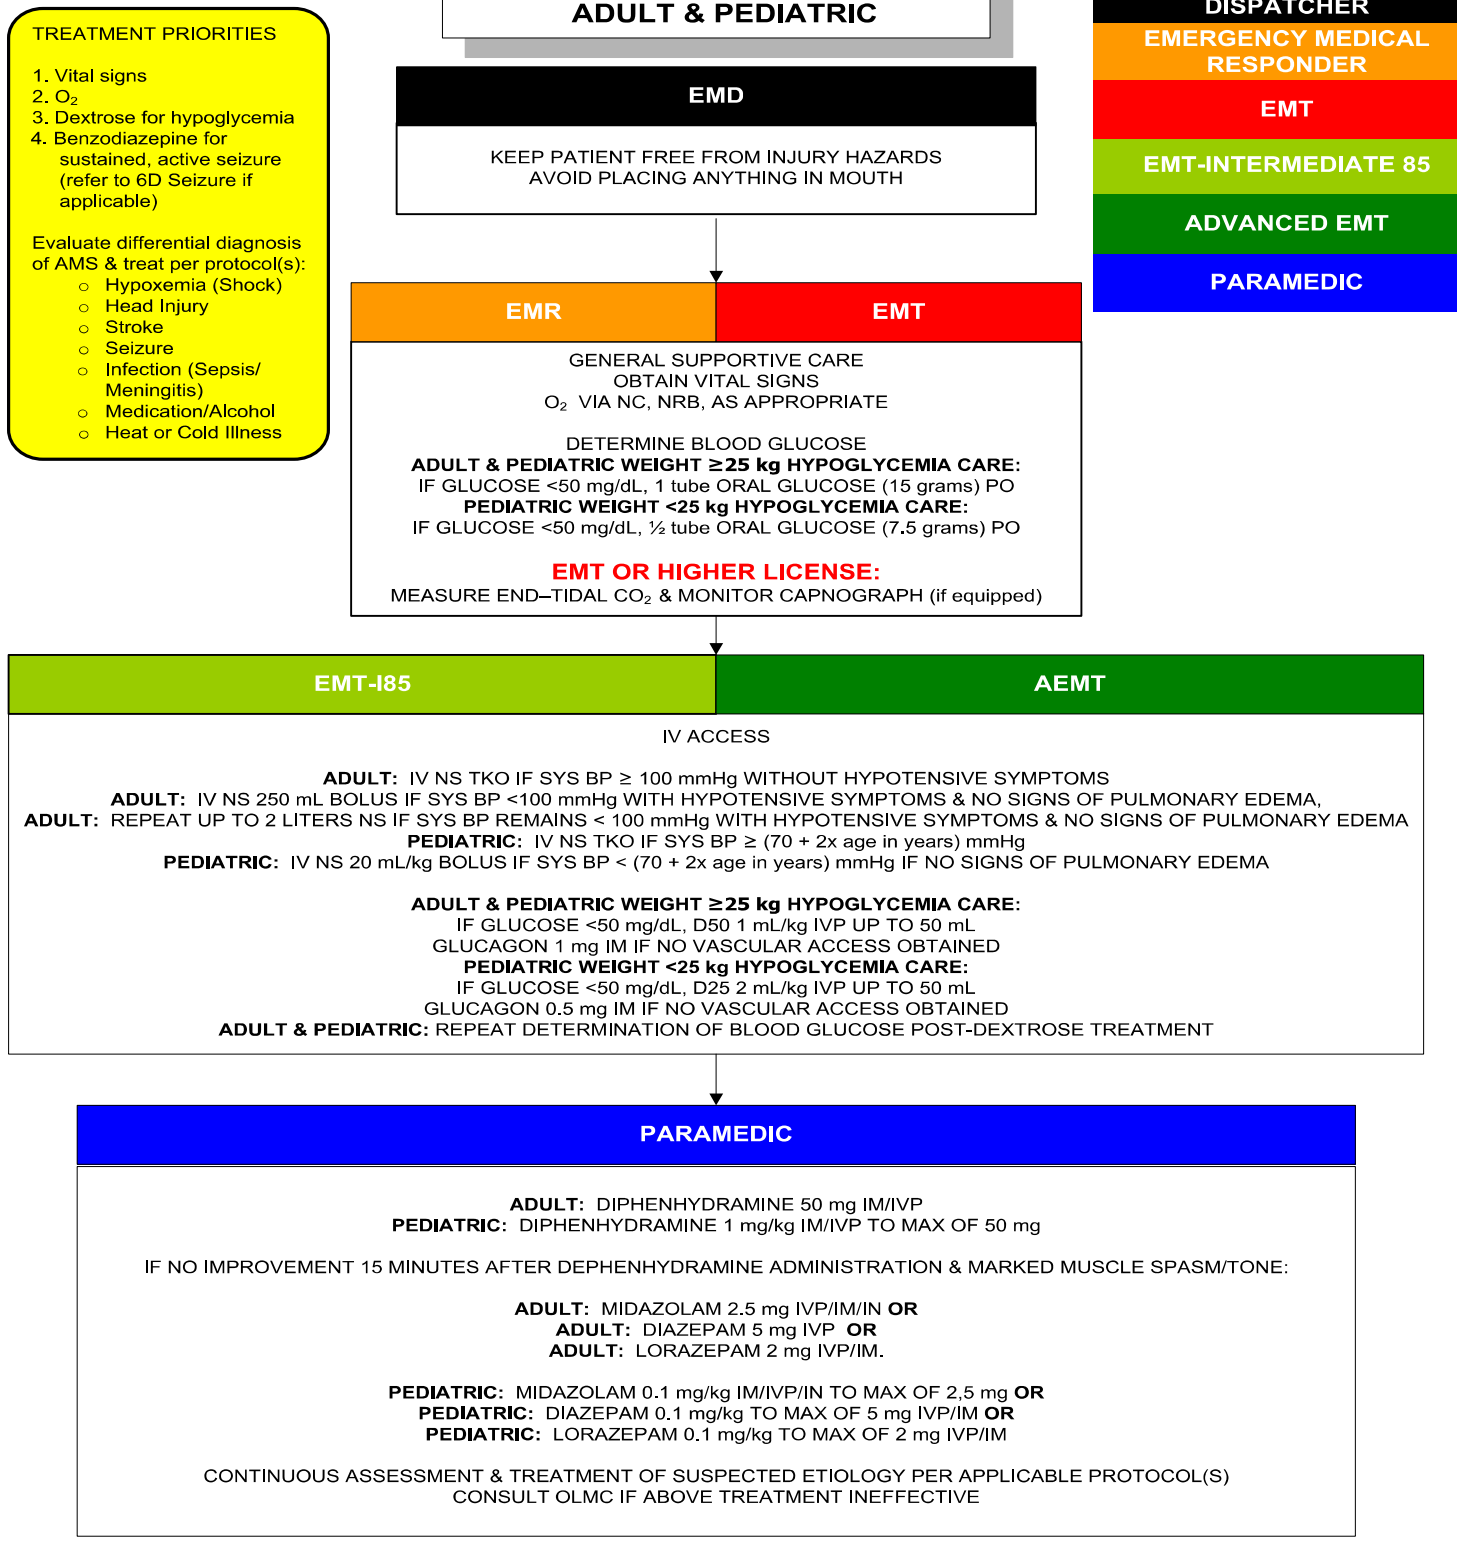 ADULT & PEDIATRIC
DISPATCHER
EMERGENCY MEDICAL
RESPONDER
EMT
EMT-INTERMEDIATE 85
ADVANCED EMT
PARAMEDIC
TREATMENT PRIORITIES
1. Vital signs
2. O₂
3. Dextrose for hypoglycemia
4. Benzodiazepine for
sustained, active seizure
(refer to 6D Seizure if
applicable)
Evaluate differential diagnosis
of AMS & treat per protocol(s):
o Hypoxemia (Shock)
o Head Injury
o Stroke
o Seizure
o Infection (Sepsis/
Meningitis)
o Medication/Alcohol
o Heat or Cold Illness
EMD
KEEP PATIENT FREE FROM INJURY HAZARDS
AVOID PLACING ANYTHING IN MOUTH
EMR
EMT
GENERAL SUPPORTIVE CARE
OBTAIN VITAL SIGNS
O₂ VIA NC, NRB, AS APPROPRIATE
DETERMINE BLOOD GLUCOSE
ADULT & PEDIATRIC WEIGHT ≥25 kg HYPOGLYCEMIA CARE:
IF GLUCOSE <50 mg/dL, 1 tube ORAL GLUCOSE (15 grams) PO
PEDIATRIC WEIGHT <25 kg HYPOGLYCEMIA CARE:
IF GLUCOSE <50 mg/dL, ½ tube ORAL GLUCOSE (7.5 grams) PO
EMT OR HIGHER LICENSE:
MEASURE END–TIDAL CO₂ & MONITOR CAPNOGRAPH (if equipped)
EMT-I85
AEMT
IV ACCESS
ADULT: IV NS TKO IF SYS BP ≥ 100 mmHg WITHOUT HYPOTENSIVE SYMPTOMS
ADULT: IV NS 250 mL BOLUS IF SYS BP <100 mmHg WITH HYPOTENSIVE SYMPTOMS & NO SIGNS OF PULMONARY EDEMA,
ADULT: REPEAT UP TO 2 LITERS NS IF SYS BP REMAINS < 100 mmHg WITH HYPOTENSIVE SYMPTOMS & NO SIGNS OF PULMONARY EDEMA
PEDIATRIC: IV NS TKO IF SYS BP ≥ (70 + 2x age in years) mmHg
PEDIATRIC: IV NS 20 mL/kg BOLUS IF SYS BP < (70 + 2x age in years) mmHg IF NO SIGNS OF PULMONARY EDEMA
ADULT & PEDIATRIC WEIGHT ≥25 kg HYPOGLYCEMIA CARE:
IF GLUCOSE <50 mg/dL, D50 1 mL/kg IVP UP TO 50 mL
GLUCAGON 1 mg IM IF NO VASCULAR ACCESS OBTAINED
PEDIATRIC WEIGHT <25 kg HYPOGLYCEMIA CARE:
IF GLUCOSE <50 mg/dL, D25 2 mL/kg IVP UP TO 50 mL
GLUCAGON 0.5 mg IM IF NO VASCULAR ACCESS OBTAINED
ADULT & PEDIATRIC: REPEAT DETERMINATION OF BLOOD GLUCOSE POST-DEXTROSE TREATMENT
PARAMEDIC
ADULT: DIPHENHYDRAMINE 50 mg IM/IVP
PEDIATRIC: DIPHENHYDRAMINE 1 mg/kg IM/IVP TO MAX OF 50 mg
IF NO IMPROVEMENT 15 MINUTES AFTER DEPHENHYDRAMINE ADMINISTRATION & MARKED MUSCLE SPASM/TONE:
ADULT: MIDAZOLAM 2.5 mg IVP/IM/IN OR
ADULT: DIAZEPAM 5 mg IVP OR
ADULT: LORAZEPAM 2 mg IVP/IM.
PEDIATRIC: MIDAZOLAM 0.1 mg/kg IM/IVP/IN TO MAX OF 2,5 mg OR
PEDIATRIC: DIAZEPAM 0.1 mg/kg TO MAX OF 5 mg IVP/IM OR
PEDIATRIC: LORAZEPAM 0.1 mg/kg TO MAX OF 2 mg IVP/IM
CONTINUOUS ASSESSMENT & TREATMENT OF SUSPECTED ETIOLOGY PER APPLICABLE PROTOCOL(S)
CONSULT OLMC IF ABOVE TREATMENT INEFFECTIVE